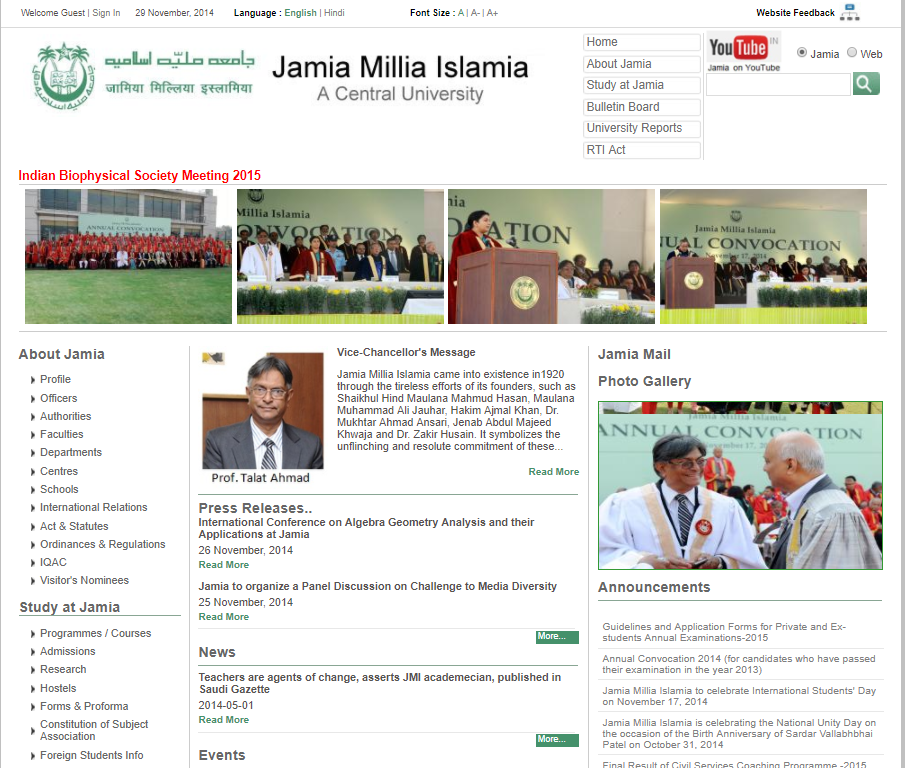 Welcome Guest | Sign In 29 November, 2014 Language : English | Hindi Font Size : A | A- | A+ Website Feedback
جامعه مليّه اسلاميه
जामिया मिल्लिया इस्लामिया
Jamia Millia Islamia
A Central University
Home
About Jamia
Study at Jamia
Bulletin Board
University Reports
RTI Act
YouTube IN
Jamia on YouTube
Jamia Web
Indian Biophysical Society Meeting 2015
ANNUAL CONVOCATION
Millia Islamia
CONVOCATION
nia
OCATION
Jamia Millia Islamia
NUAL CONVOCATION
November 17, 2014
About Jamia
Profile
Officers
Authorities
Faculties
Departments
Centres
Schools
International Relations
Act & Statutes
Ordinances & Regulations
IQAC
Visitor's Nominees
Study at Jamia
Programmes / Courses
Admissions
Research
Hostels
Forms & Proforma
Constitution of Subject
Association
Foreign Students Info
Prof. Talat Ahmad
Vice-Chancellor's Message
Jamia Millia Islamia came into existence in1920
through the tireless efforts of its founders, such as
Shaikhul Hind Maulana Mahmud Hasan, Maulana
Muhammad Ali Jauhar, Hakim Ajmal Khan, Dr.
Mukhtar Ahmad Ansari, Jenab Abdul Majeed
Khwaja and Dr. Zakir Husain. It symbolizes the
unflinching and resolute commitment of these...
Read More
Press Releases..
International Conference on Algebra Geometry Analysis and their
Applications at Jamia
26 November, 2014
Read More
Jamia to organize a Panel Discussion on Challenge to Media Diversity
25 November, 2014
Read More
More...
News
Teachers are agents of change, asserts JMI academecian, published in
Saudi Gazette
2014-05-01
Read More
More...
Events
Jamia Mail
Photo Gallery
Jamia Millia Islamia
ANNUAL CONVOCATION
November 17, 2014
Announcements
Guidelines and Application Forms for Private and Ex-
students Annual Examinations-2015
Annual Convocation 2014 (for candidates who have passed
their examination in the year 2013)
Jamia Millia Islamia to celebrate International Students' Day
on November 17, 2014
Jamia Millia Islamia is celebrating the National Unity Day on
the occasion of the Birth Anniversary of Sardar Vallabhbhai
Patel on October 31, 2014
Final Result of Civil Services Coaching Programme -2015